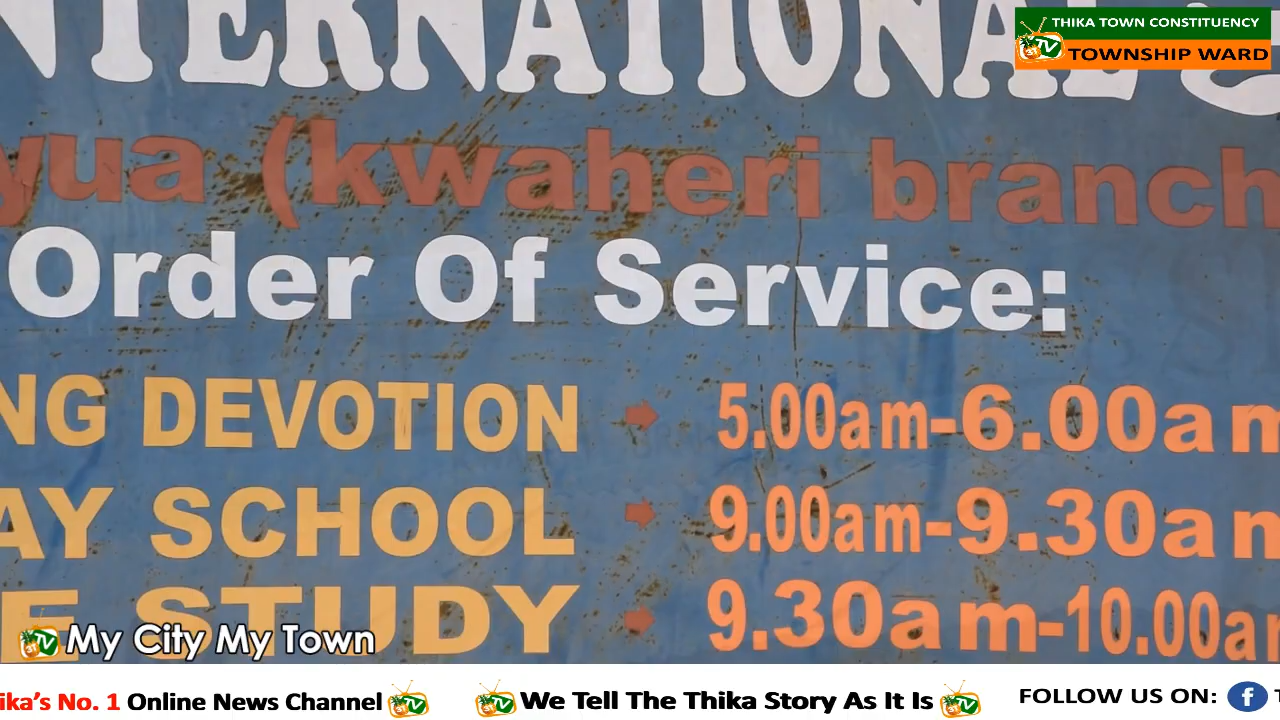 THIKA TOWN CONSTITUENCY
TOWNSHIP WARD
NTERNATIONAL
yua (kwaheri branch
Order Of Service:
NG DEVOTION 5.00am-6.00am
AY SCHOOL 9.00am-9.30am
E STUDY 9.30am-10.00am
My City My Town
ika's No. 1 Online News Channel We Tell The Thika Story As It Is FOLLOW US ON: T